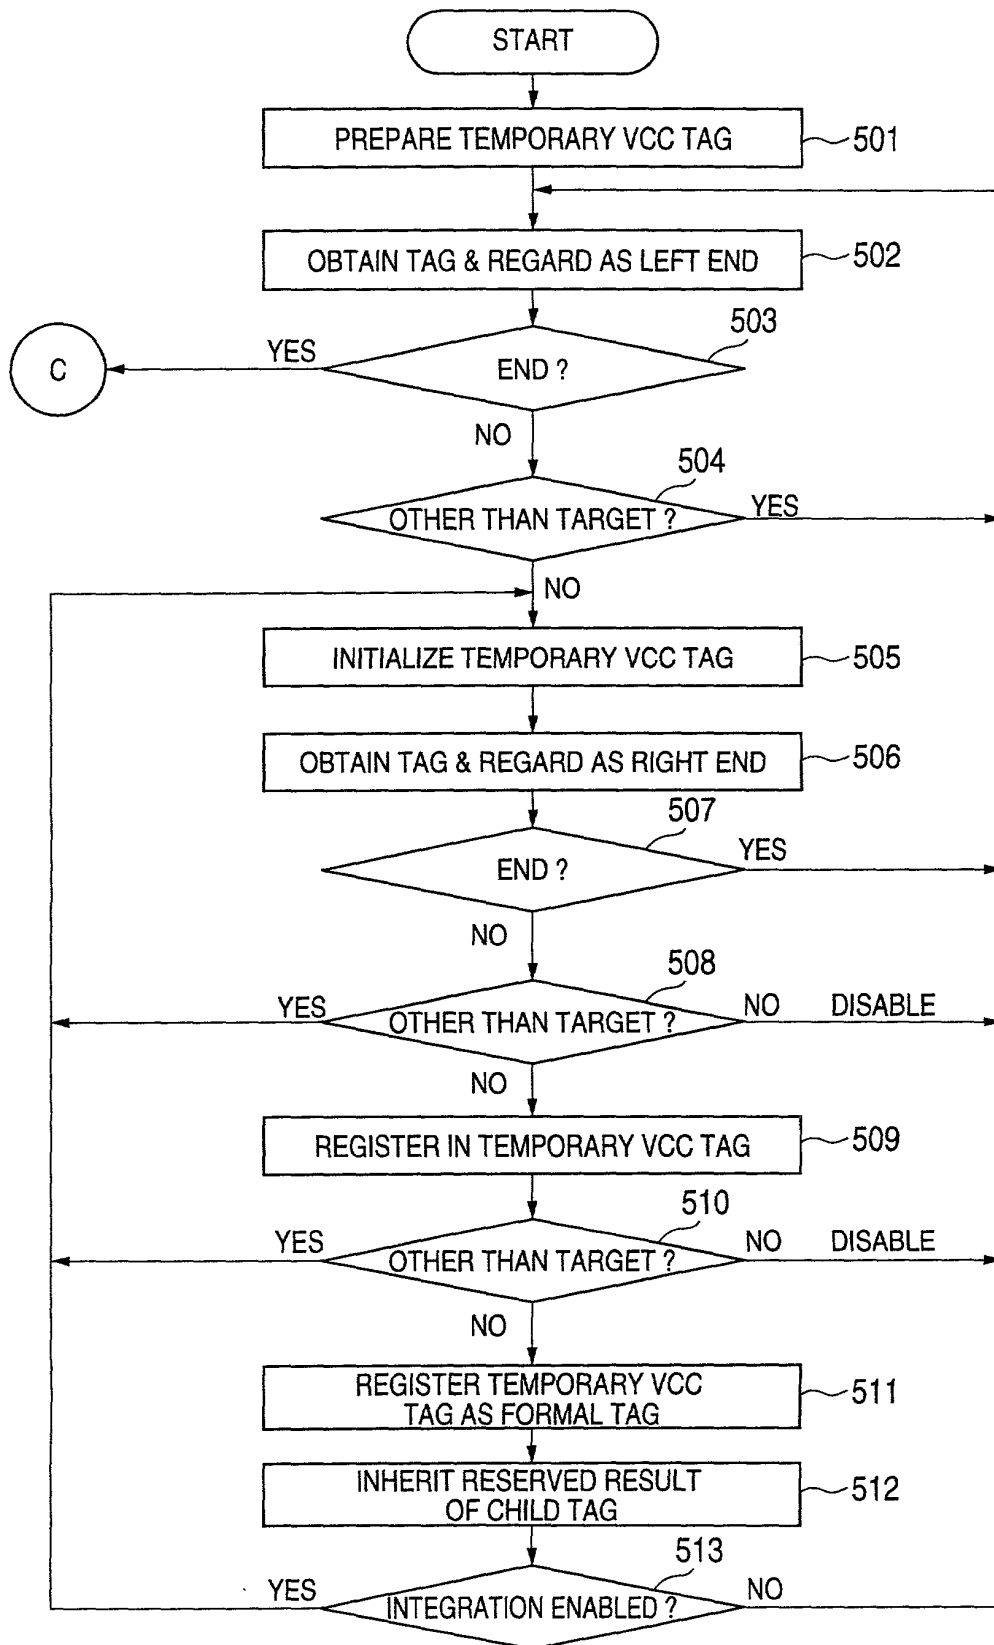 START
PREPARE TEMPORARY VCC TAG
501
OBTAIN TAG & REGARD AS LEFT END
502
503
YES
C
END ?
NO
504
OTHER THAN TARGET ?
YES
NO
INITIALIZE TEMPORARY VCC TAG
505
OBTAIN TAG & REGARD AS RIGHT END
506
507
END ?
YES
NO
508
YES
OTHER THAN TARGET ?
NO DISABLE
NO
REGISTER IN TEMPORARY VCC TAG
509
510
YES
OTHER THAN TARGET ?
NO DISABLE
NO
REGISTER TEMPORARY VCC
TAG AS FORMAL TAG
511
INHERIT RESERVED RESULT
OF CHILD TAG
512
513
YES
INTEGRATION ENABLED ?
NO